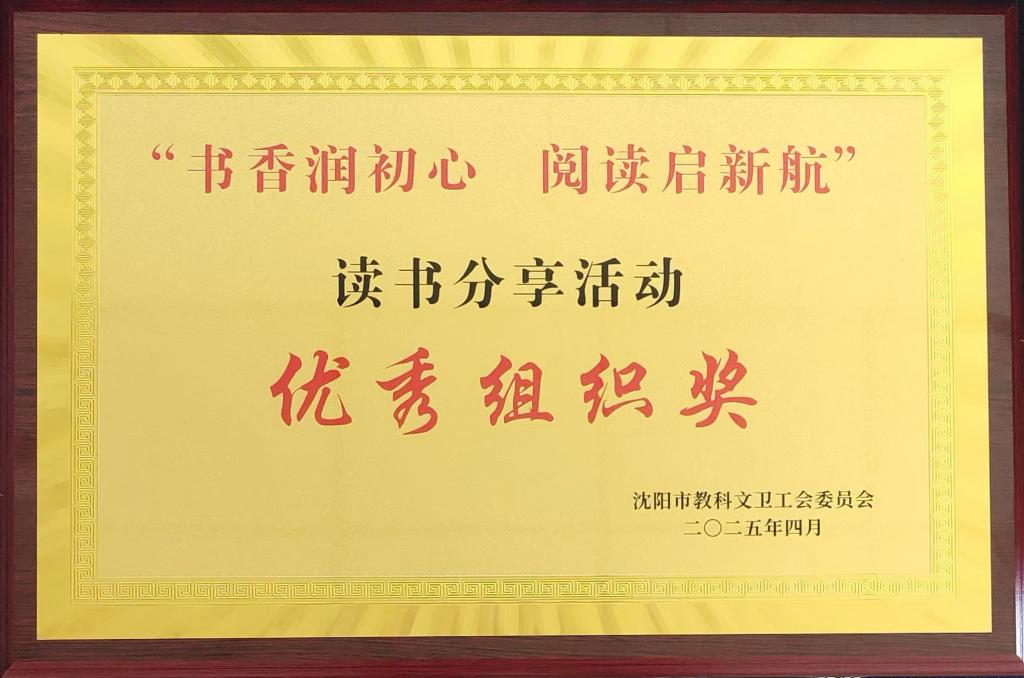 “书香润初心 阅读启新航”
读书分享活动
优秀组织奖
沈阳市教科文卫工会委员会
二〇二五年四月